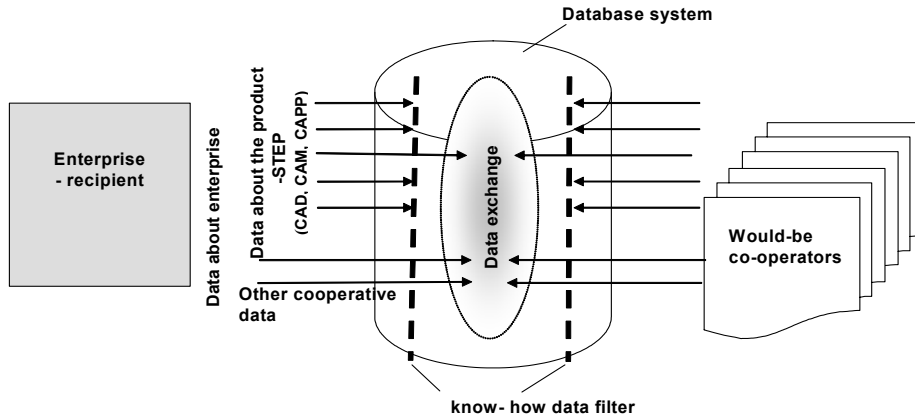 Database system
Enterprise
- recipient
Data about enterprise
Data about the product
-STEP
(CAD, CAM, CAPP)
Data exchange
Would-be
co-operators
Other cooperative
data
know- how data filter